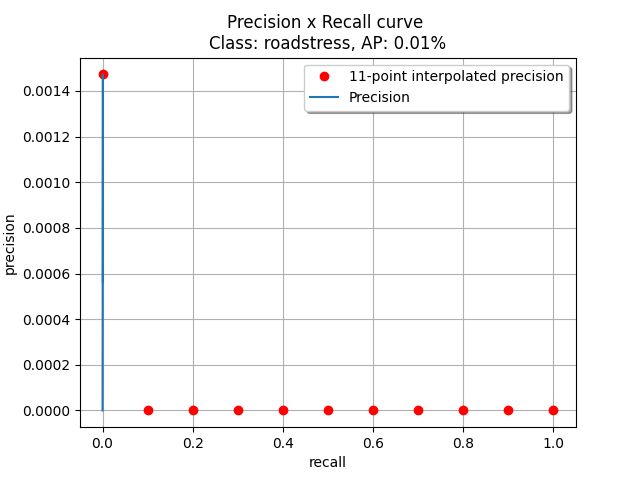 Precision x Recall curve
Class: roadstress, AP: 0.01%
11-point interpolated precision
Precision
0.0014
0.0012
0.0010
0.0008
0.0006
0.0004
0.0002
0.0000
precision
0.0 0.2 0.4 0.6 0.8 1.0
recall